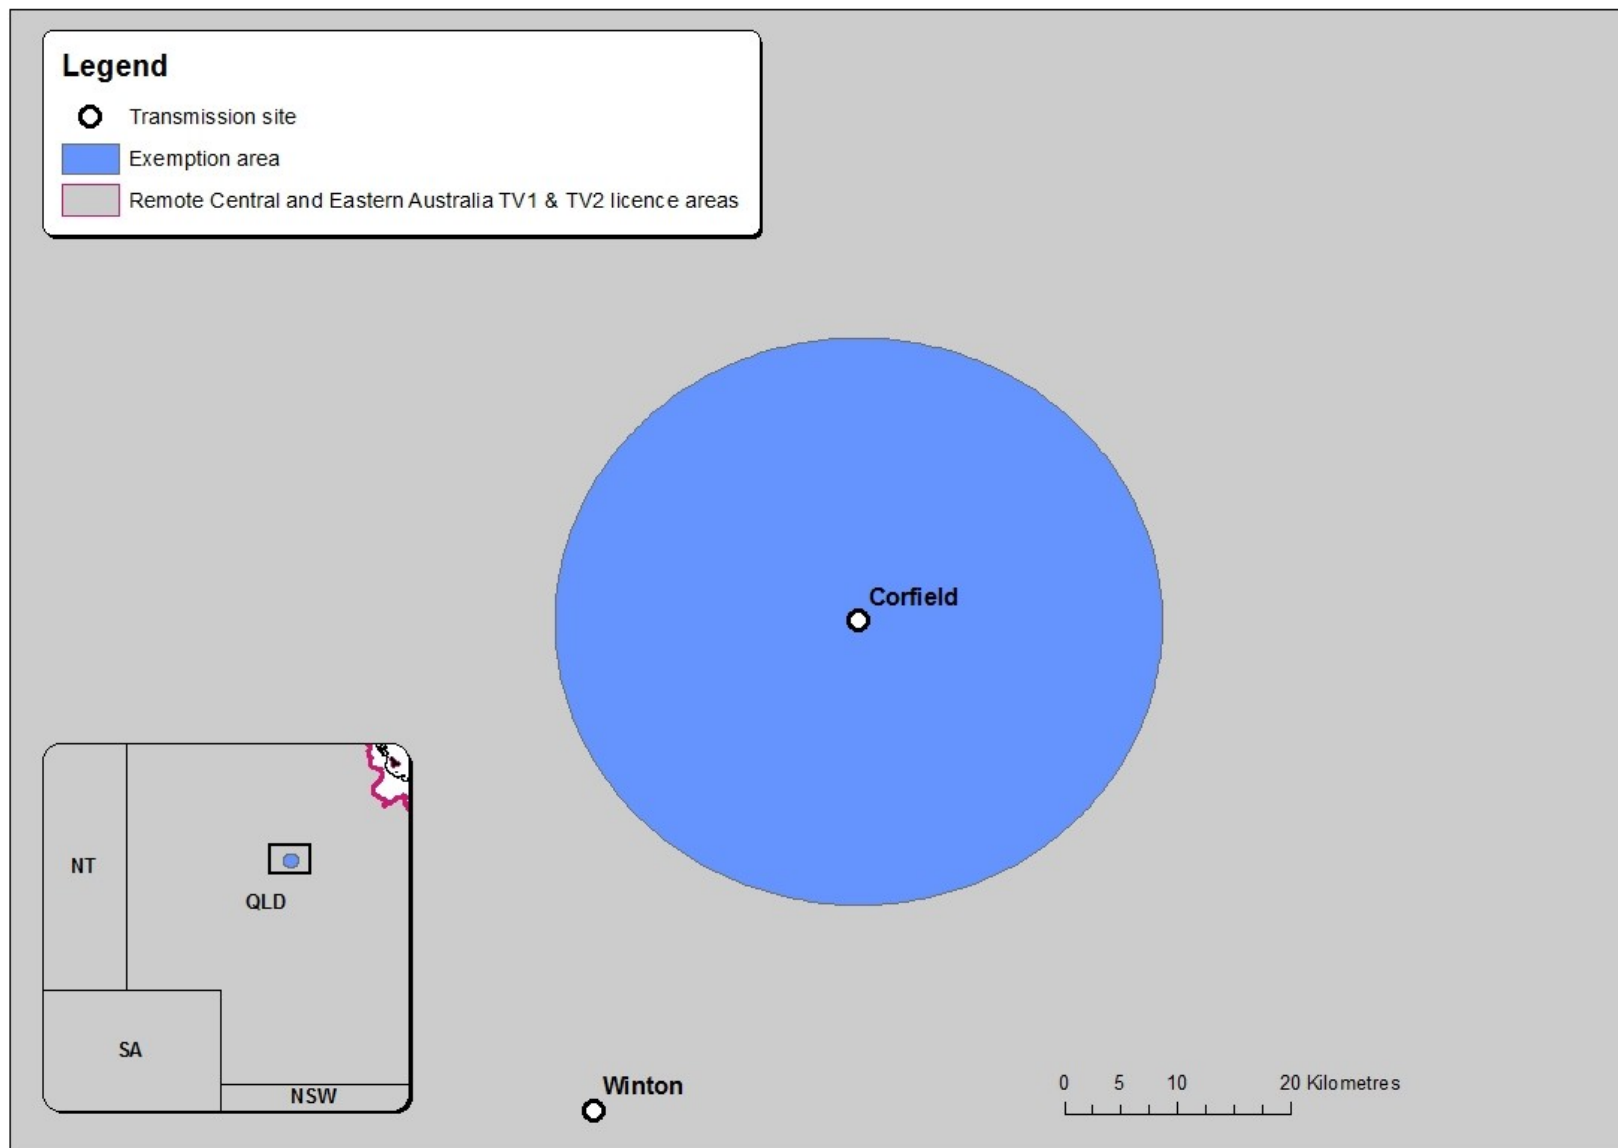 Legend
Transmission site
Exemption area
Remote Central and Eastern Australia TV1 & TV2 licence areas
Corfield
NT
QLD
SA
NSW
Winton
0 5 10 20 Kilometres